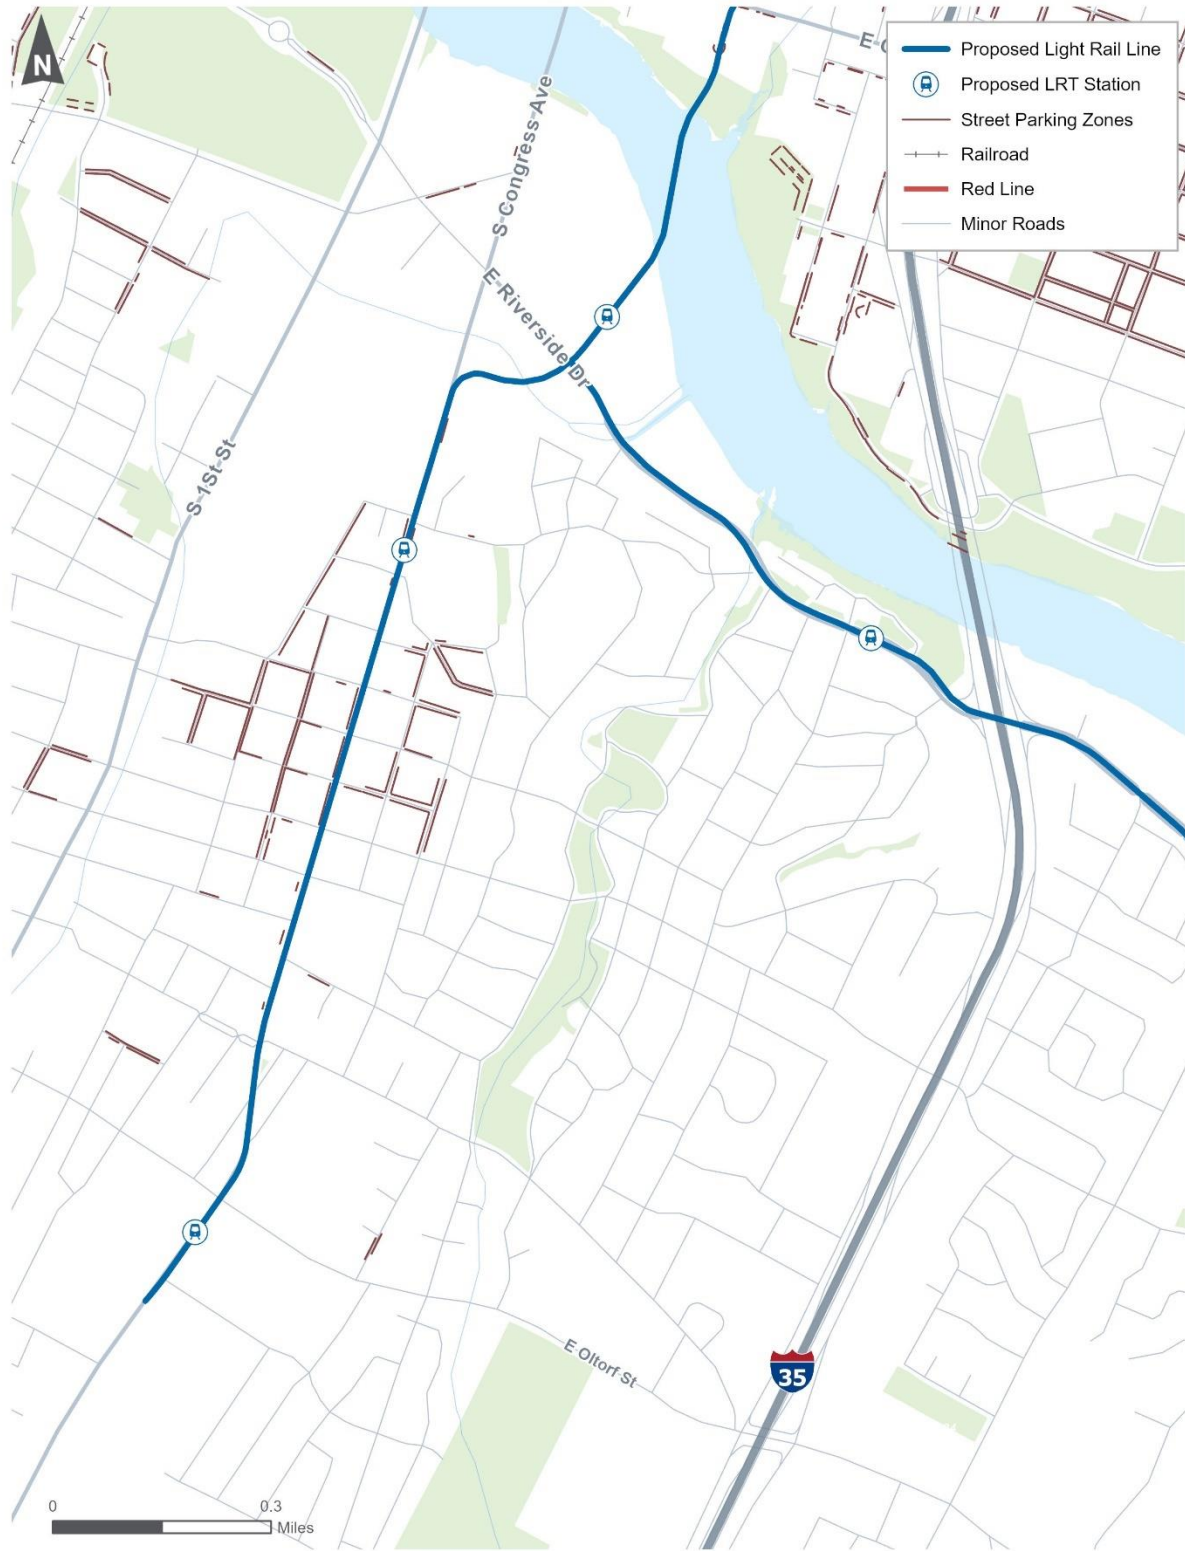 N
S Congress Ave
E C
Proposed Light Rail Line
Proposed LRT Station
Street Parking Zones
Railroad
Red Line
Minor Roads
E Riverside Dr
S 1St St
E Oltorf St
35
0 0.3
Miles